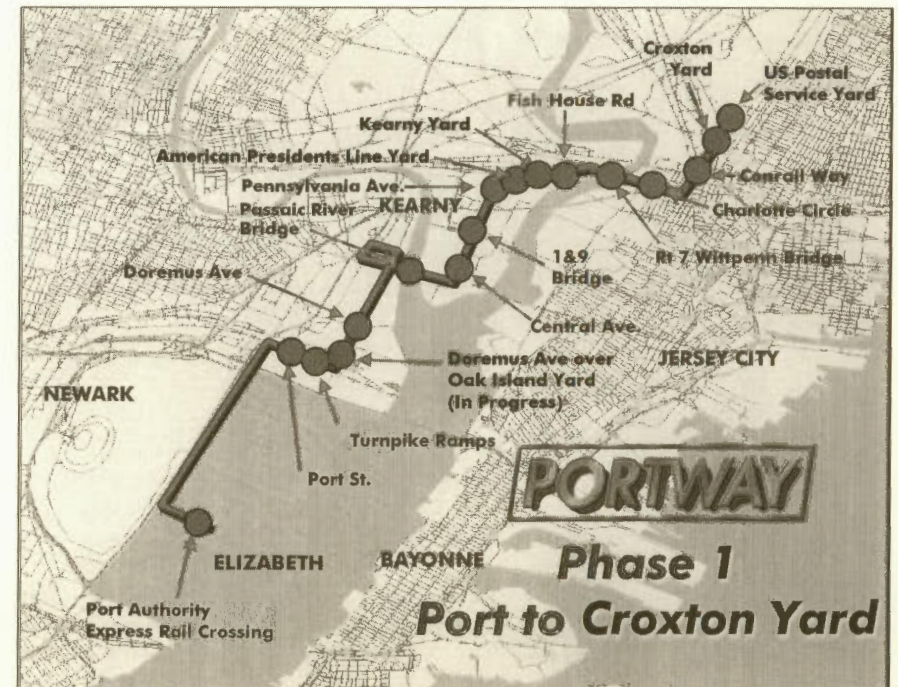 Croxton
Yard
US Postal
Service Yard
Fish House Rd
Kearny Yard
American Presidents Line Yard
Pennsylvania Ave.
KEARNY
Conrail Way
Passaic River
Bridge
Charlotte Circle
Doremus Ave
1&9
Bridge
Rt 7 Wittpenn Bridge
Central Ave.
Doremus Ave over
Oak Island Yard
(In Progress)
JERSEY CITY
NEWARK
Turnpike Ramps
Port St.
PORTWAY
ELIZABETH
BAYONNE
Phase 1
Port to Croxton Yard
Port Authority
Express Rail Crossing